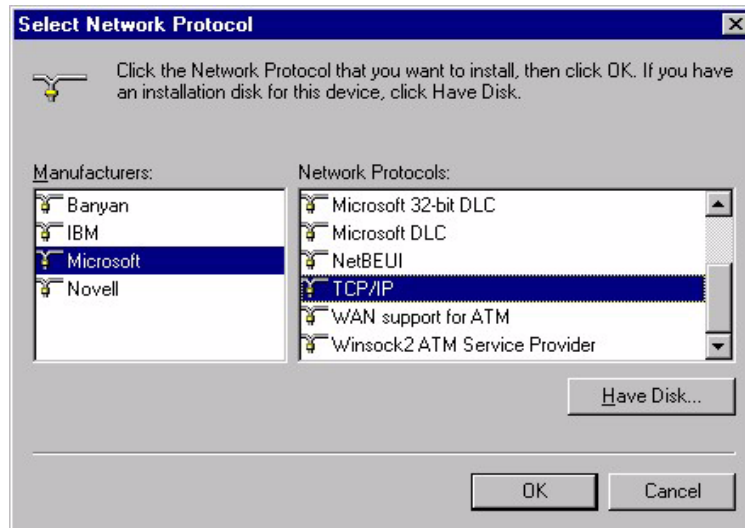 Select Network Protocol
Click the Network Protocol that you want to install, then click OK. If you have
an installation disk for this device, click Have Disk.
Manufacturers:
Banyan
IBM
Microsoft
Novell
Network Protocols:
Microsoft 32-bit DLC
Microsoft DLC
NetBEUI
TCP/IP
WAN support for ATM
Winsock2 ATM Service Provider
Have Disk...
OK
Cancel